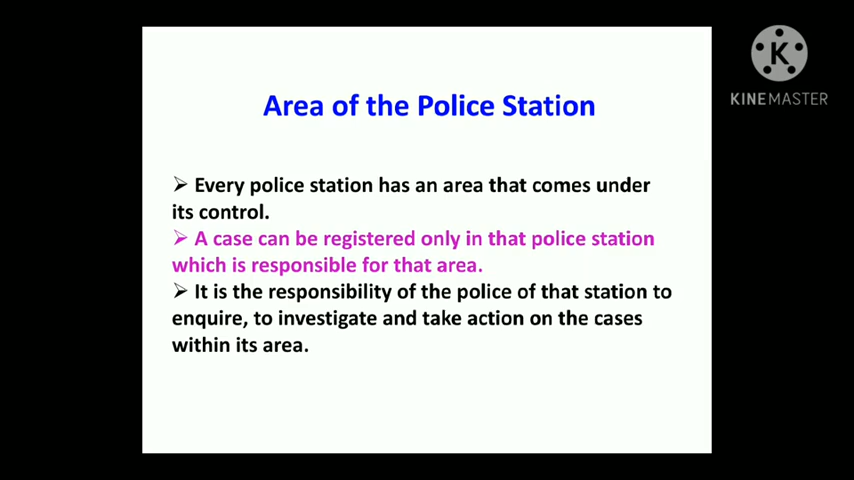 KINEMASTER
Area of the Police Station
➢ Every police station has an area that comes under
its control.
➢ A case can be registered only in that police station
which is responsible for that area.
➢ It is the responsibility of the police of that station to
enquire, to investigate and take action on the cases
within its area.